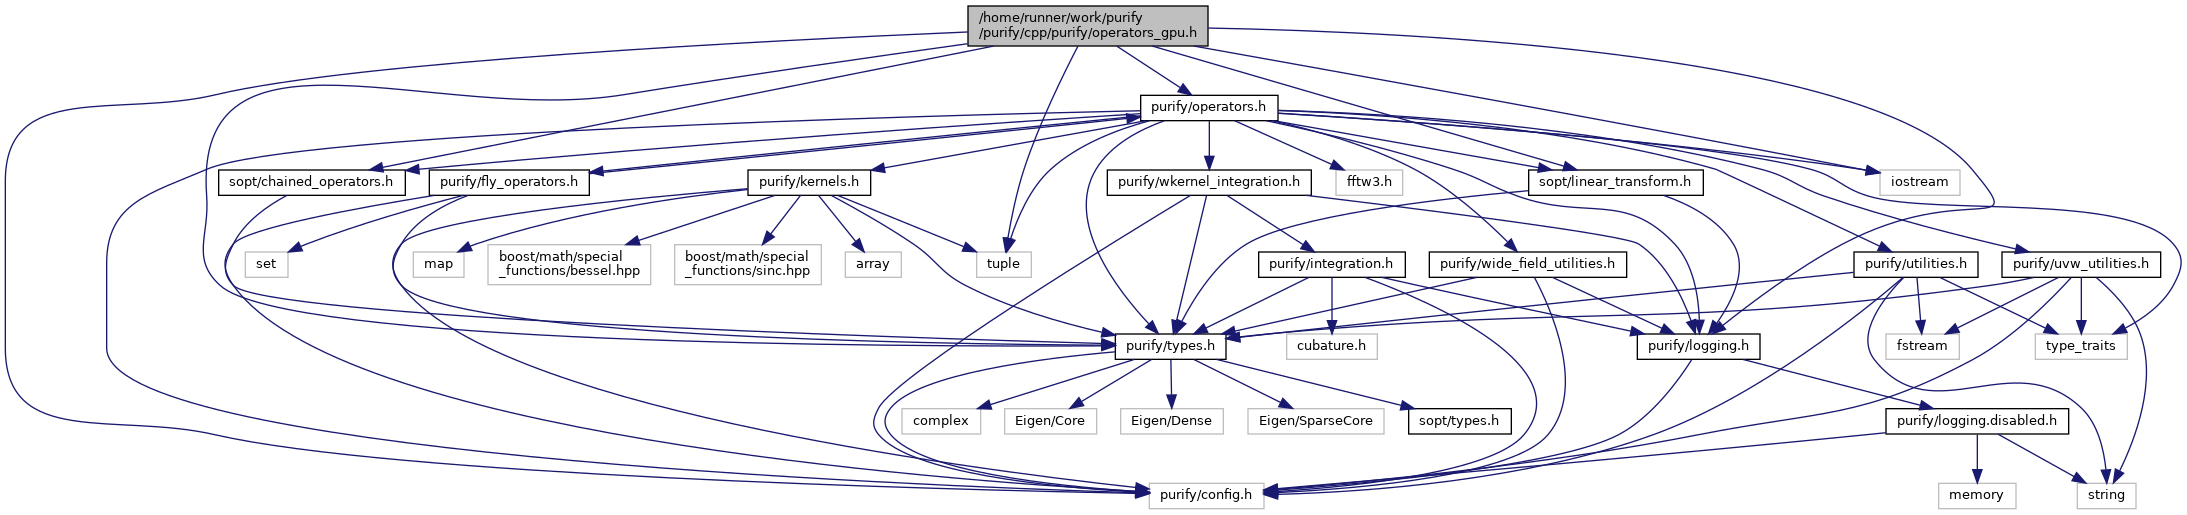 /home/runner/work/purify
/purify/cpp/purify/operators_gpu.h
purify/operators.h
sopt/chained_operators.h
purify/fly_operators.h
purify/kernels.h
purify/wkernel_integration.h
fftw3.h
sopt/linear_transform.h
iostream
set
map
boost/math/special
_functions/bessel.hpp
boost/math/special
_functions/sinc.hpp
array
tuple
purify/integration.h
purify/wide_field_utilities.h
purify/utilities.h
purify/uvw_utilities.h
purify/types.h
cubature.h
purify/logging.h
fstream
type_traits
complex
Eigen/Core
Eigen/Dense
Eigen/SparseCore
sopt/types.h
purify/logging.disabled.h
purify/config.h
memory
string